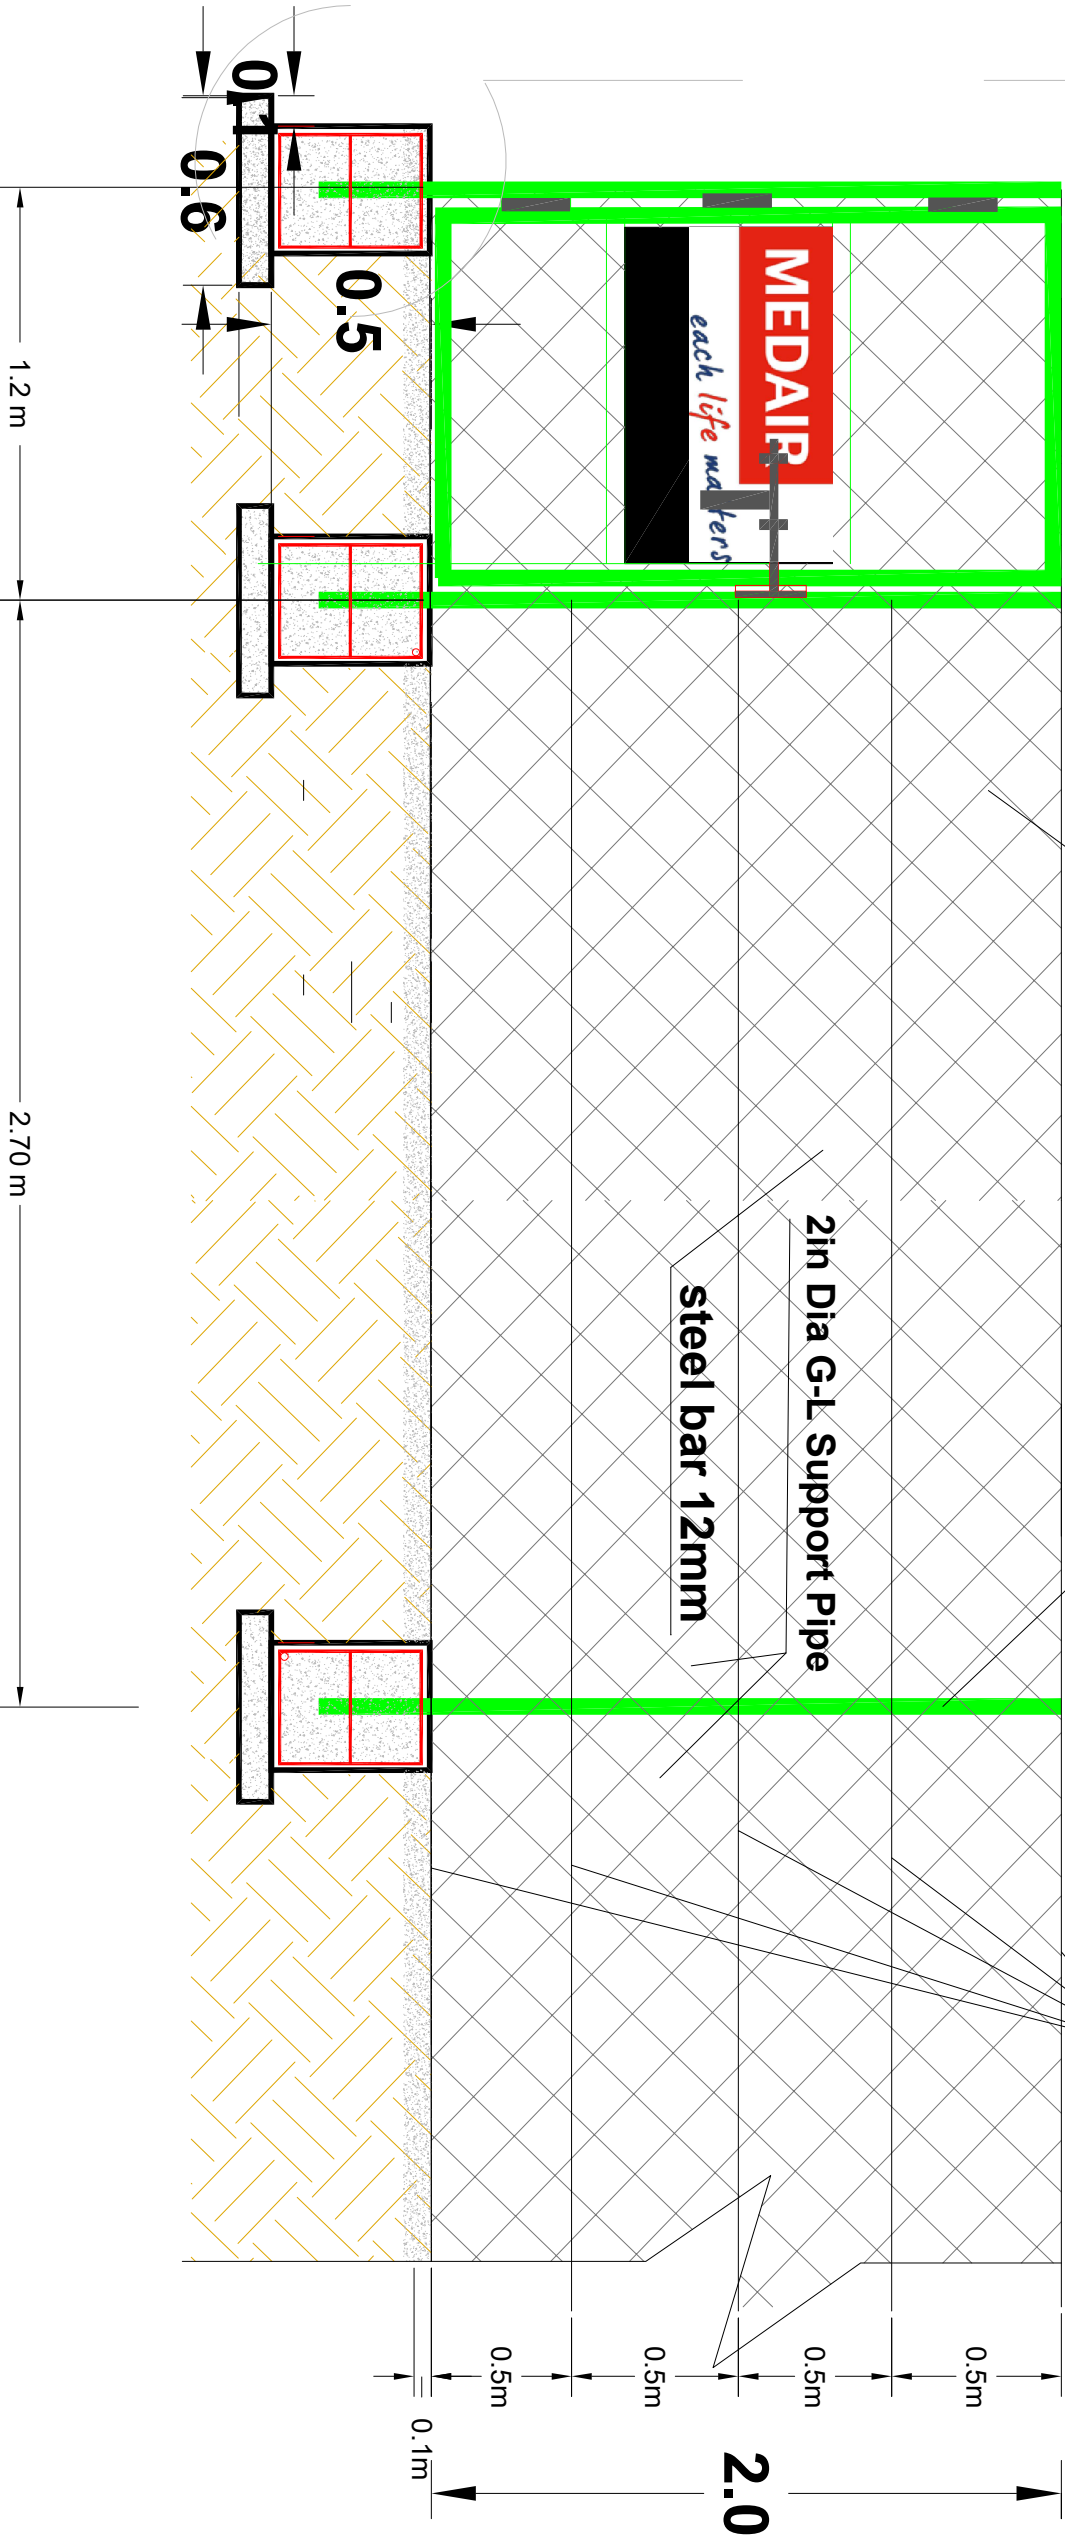 MEDAIR
each life matters
2in Dia G-L Support Pipe
steel bar 12mm
0.5m
0.5m
0.5m
0.5m
2.0
0.1m
0.1
0.6
0.5
1.2 m
2.70 m